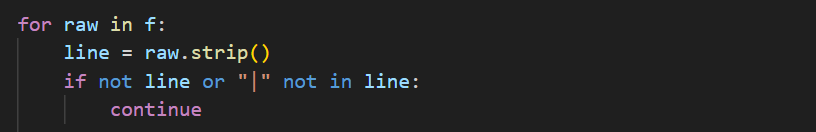 for raw in f:
    line = raw.strip()
    if not line or "|" not in line:
        continue